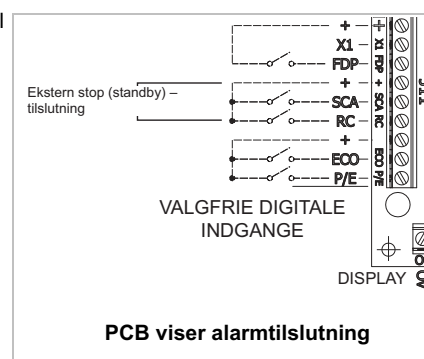 l
+ + 
X1 X1
FDP FDP
+ +
Ekstern stop (standby) –
tilslutning
SCA SCA
RC RC
+
ECO ECO
P/E P/E
J11
VALGFRIE DIGITALE
INDGANGE
DISPLAY
PCB viser alarmtilslutning